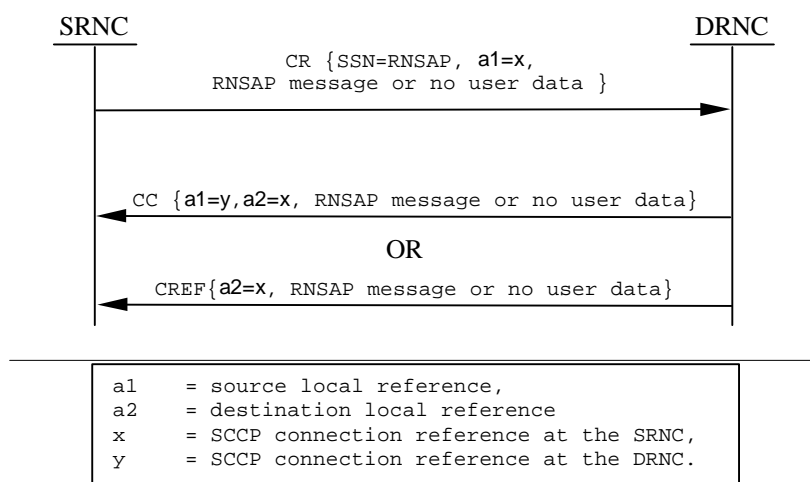 SRNC
DRNC
CR {SSN=RNSAP, a1=x,
RNSAP message or no user data }
CC {a1=y,a2=x, RNSAP message or no user data}
OR
CREF{a2=x, RNSAP message or no user data}
a1 = source local reference,
a2 = destination local reference
x = SCCP connection reference at the SRNC,
y = SCCP connection reference at the DRNC.